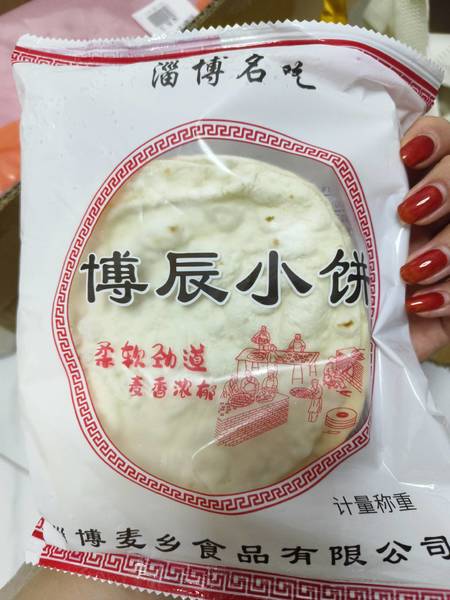 淄博名吃
博辰小饼
柔软劲道
麦香浓郁
计量称重
淄博麦乡食品有限公司